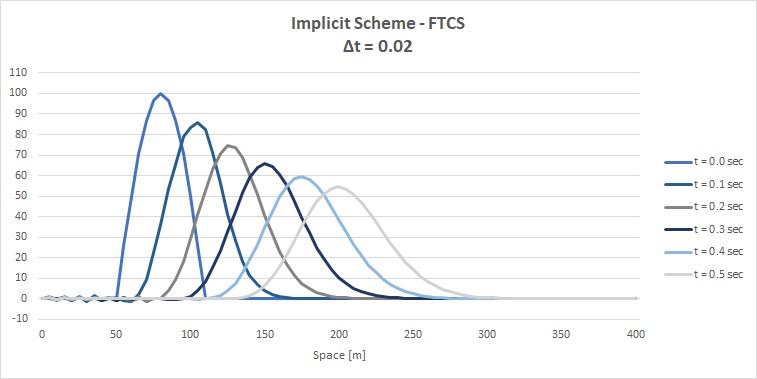 Implicit Scheme - FTCS
Δt = 0.02
110
100
90
80
70
60
50
40
30
20
10
0
-10
0 50 100 150 200 250 300 350 400
Space [m]
t = 0.0 sec
t = 0.1 sec
t = 0.2 sec
t = 0.3 sec
t = 0.4 sec
t = 0.5 sec